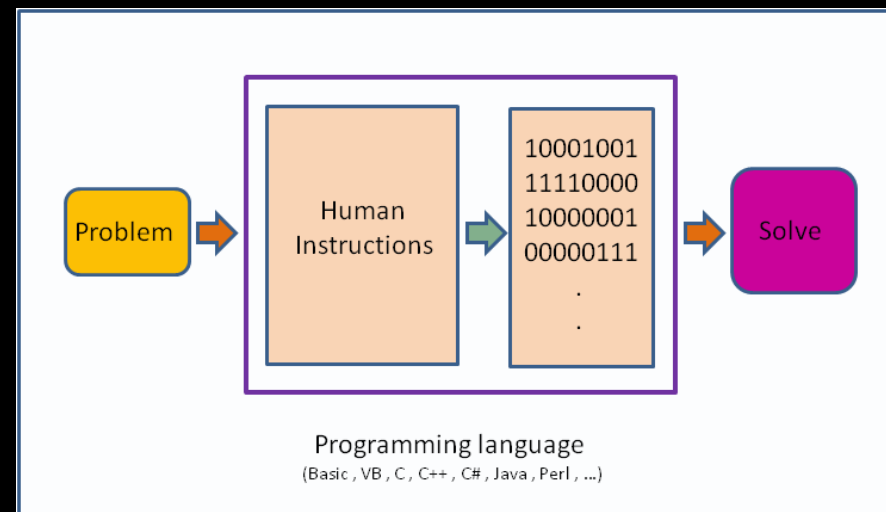 Problem
Human
Instructions
10001001
11110000
10000001
00000111
.
.
Solve
Programming language
(Basic , VB , C , C++ , C# , Java , Perl , ...)